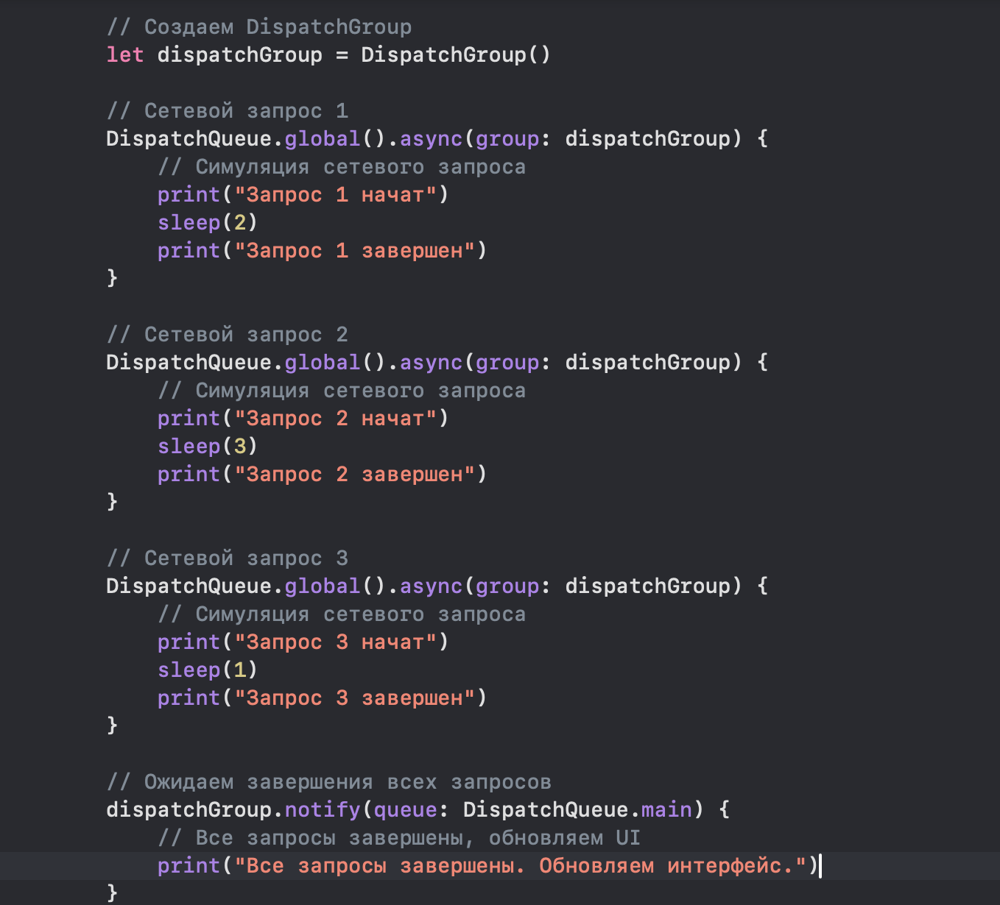 // Создаем DispatchGroup
let dispatchGroup = DispatchGroup()
// Сетевой запрос 1
DispatchQueue.global().async(group: dispatchGroup) {
// Симуляция сетевого запроса
print("Запрос 1 начат")
sleep(2)
print("Запрос 1 завершен")
}
// Сетевой запрос 2
DispatchQueue.global().async(group: dispatchGroup) {
// Симуляция сетевого запроса
print("Запрос 2 начат")
sleep(3)
print("Запрос 2 завершен")
}
// Сетевой запрос 3
DispatchQueue.global().async(group: dispatchGroup) {
// Симуляция сетевого запроса
print("Запрос 3 начат")
sleep(1)
print("Запрос 3 завершен")
}
// Ожидаем завершения всех запросов
dispatchGroup.notify(queue: DispatchQueue.main) {
// Все запросы завершены, обновляем UI
print("Все запросы завершены. Обновляем интерфейс.")
}